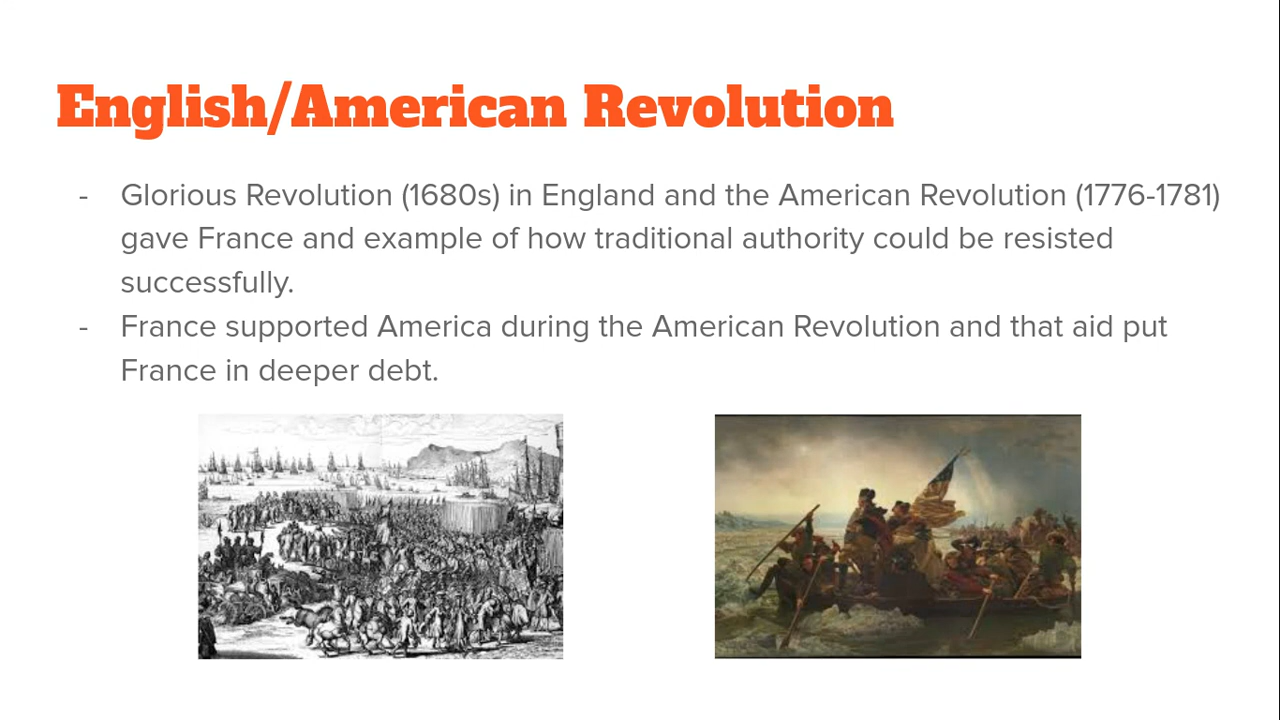 English/American Revolution
- Glorious Revolution (1680s) in England and the American Revolution (1776-1781)
gave France and example of how traditional authority could be resisted
successfully.
- France supported America during the American Revolution and that aid put
France in deeper debt.